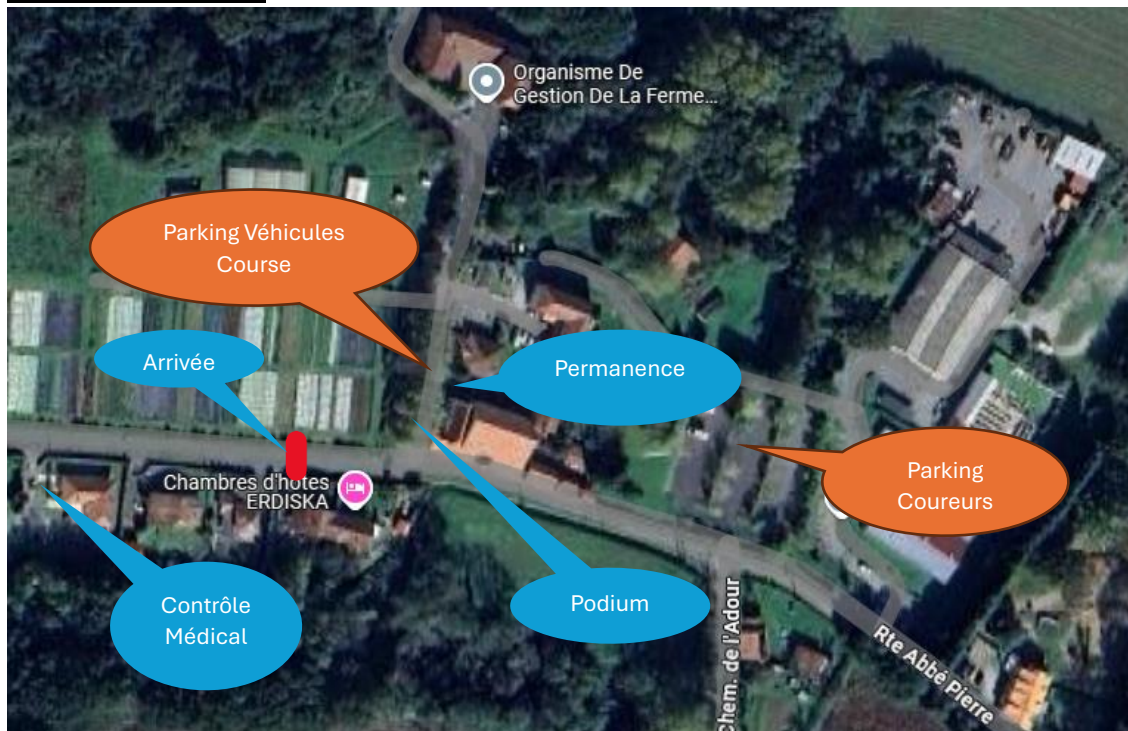 Organisme De
Gestion De La Ferme...
Parking Véhicules
Course
Arrivée
Permanence
Chambres d'hôtes
ERDISKA
Parking
Coureurs
Contrôle
Médical
Podium
Chem. de l'Adour
Rte Abbé Pierre